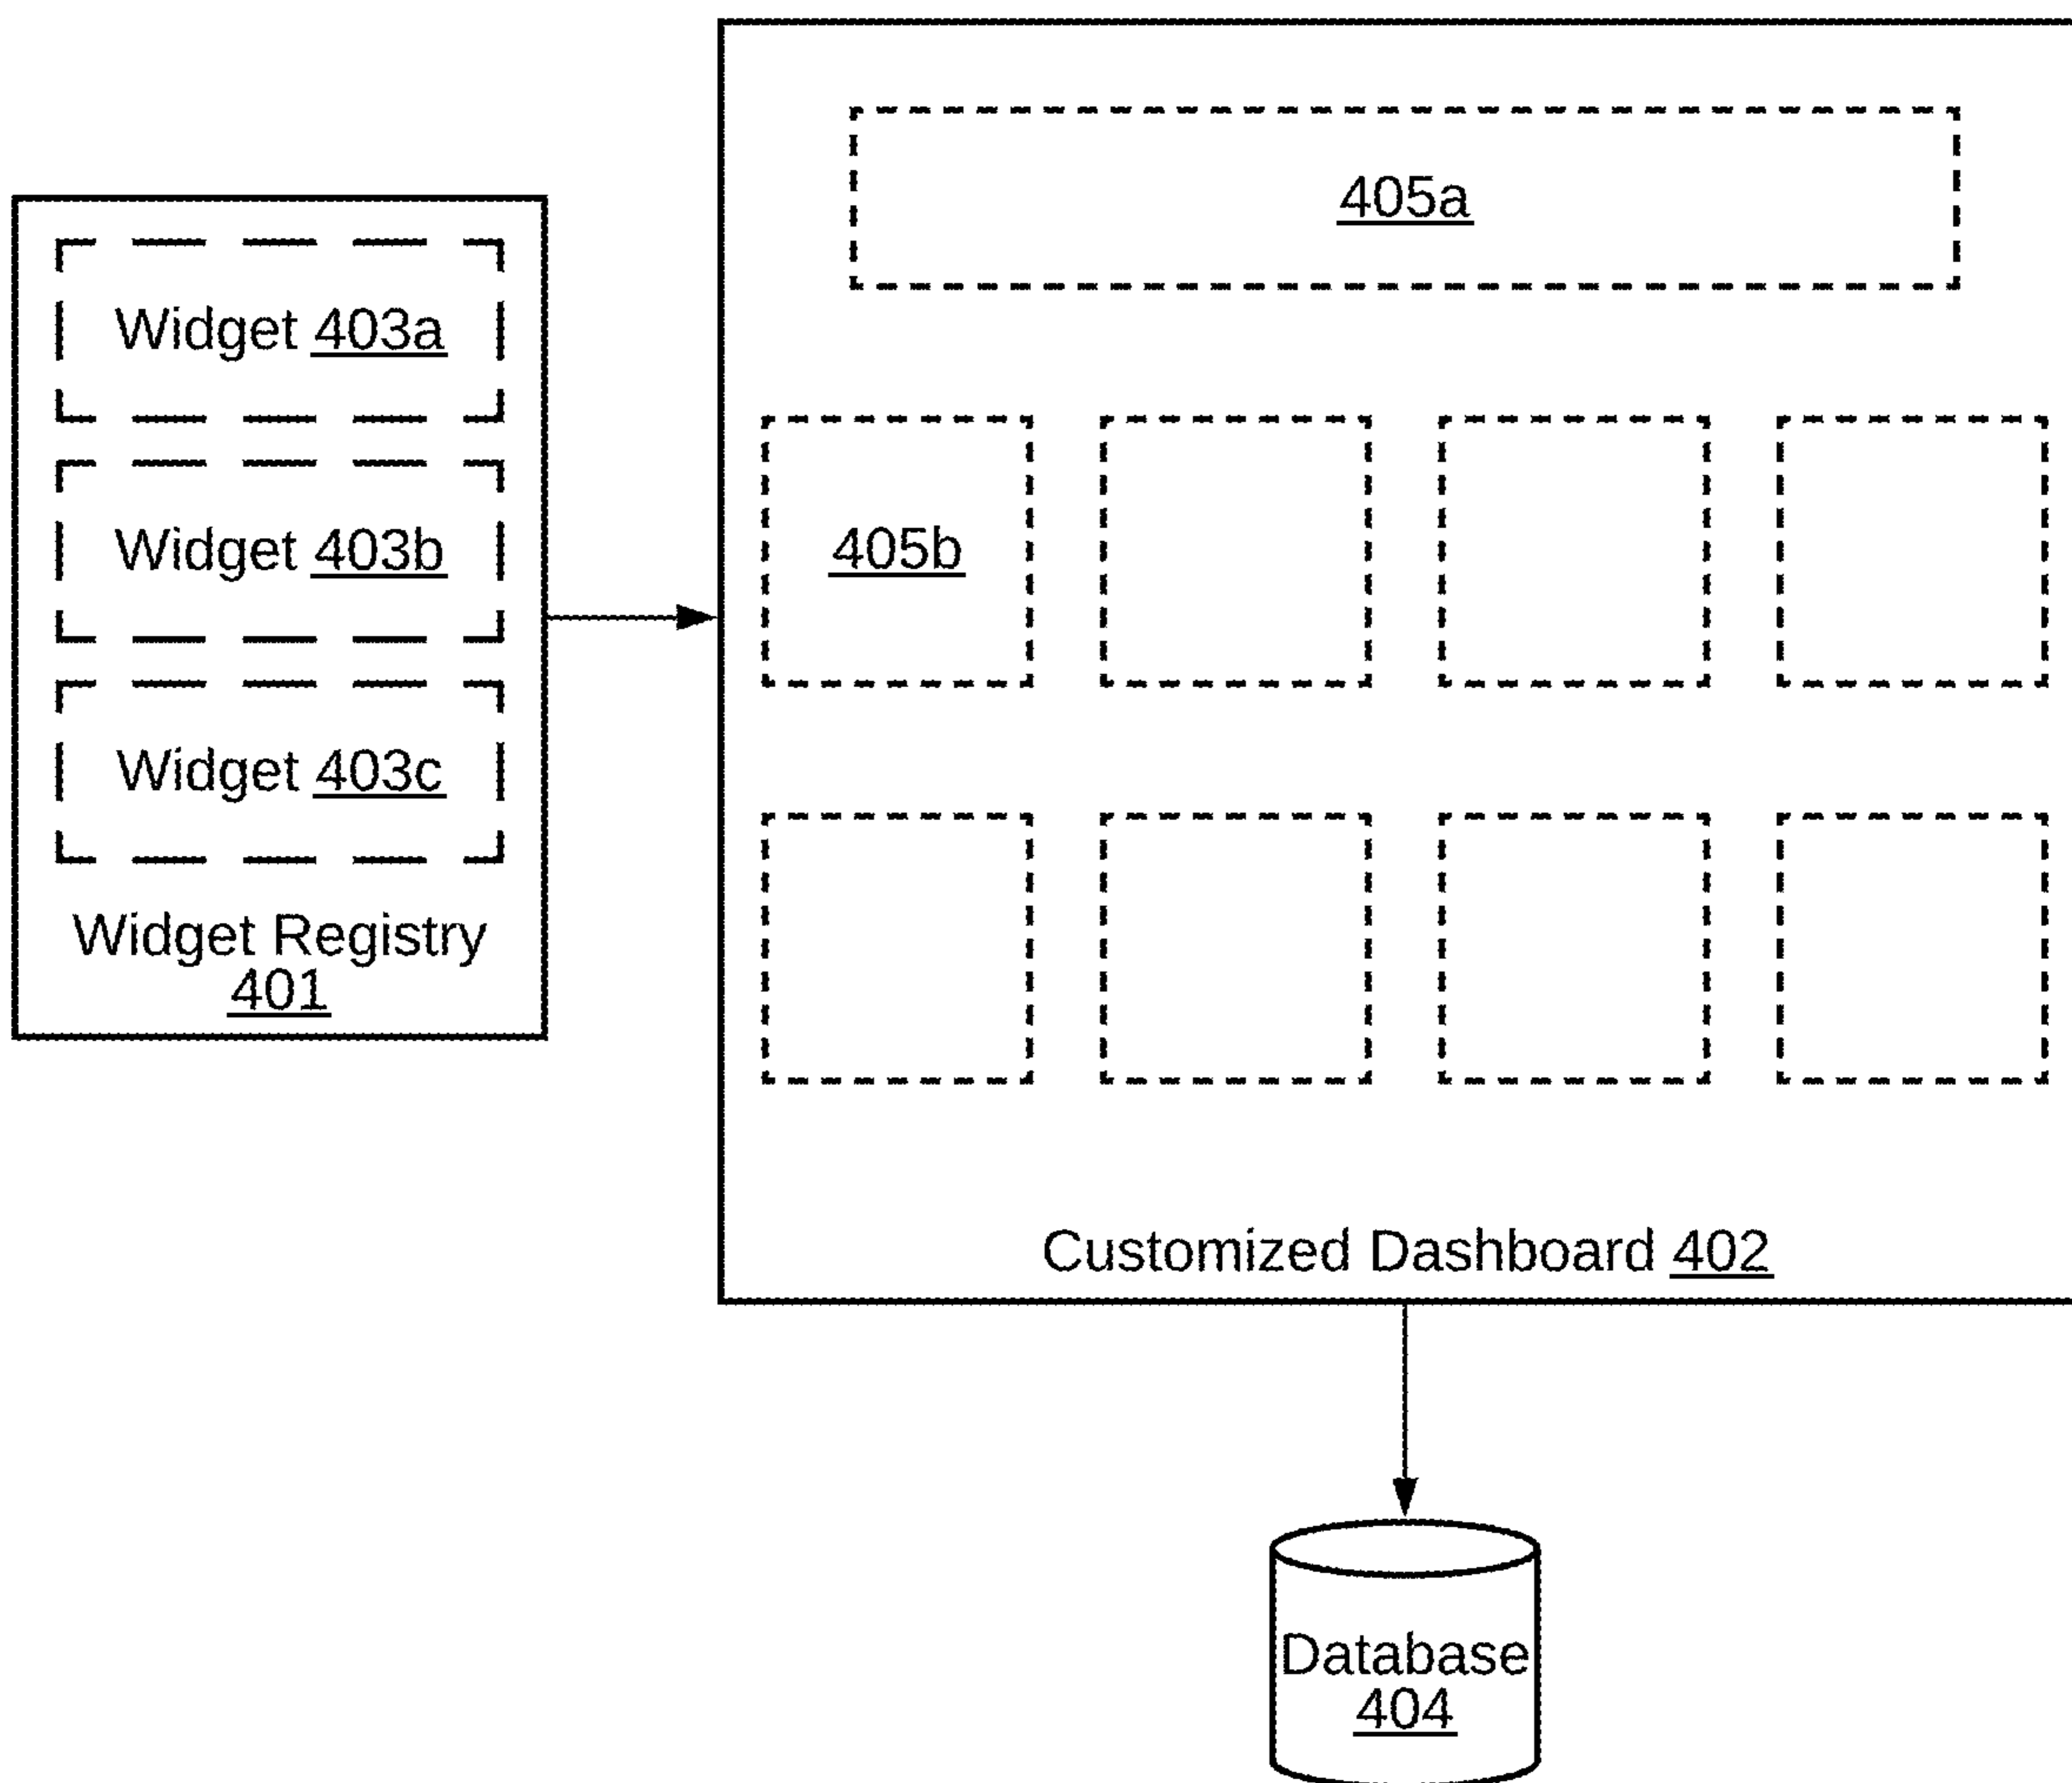 405a
Widget 403a
Widget 403b
405b
Widget 403c
Widget Registry
401
Customized Dashboard 402
Database
404